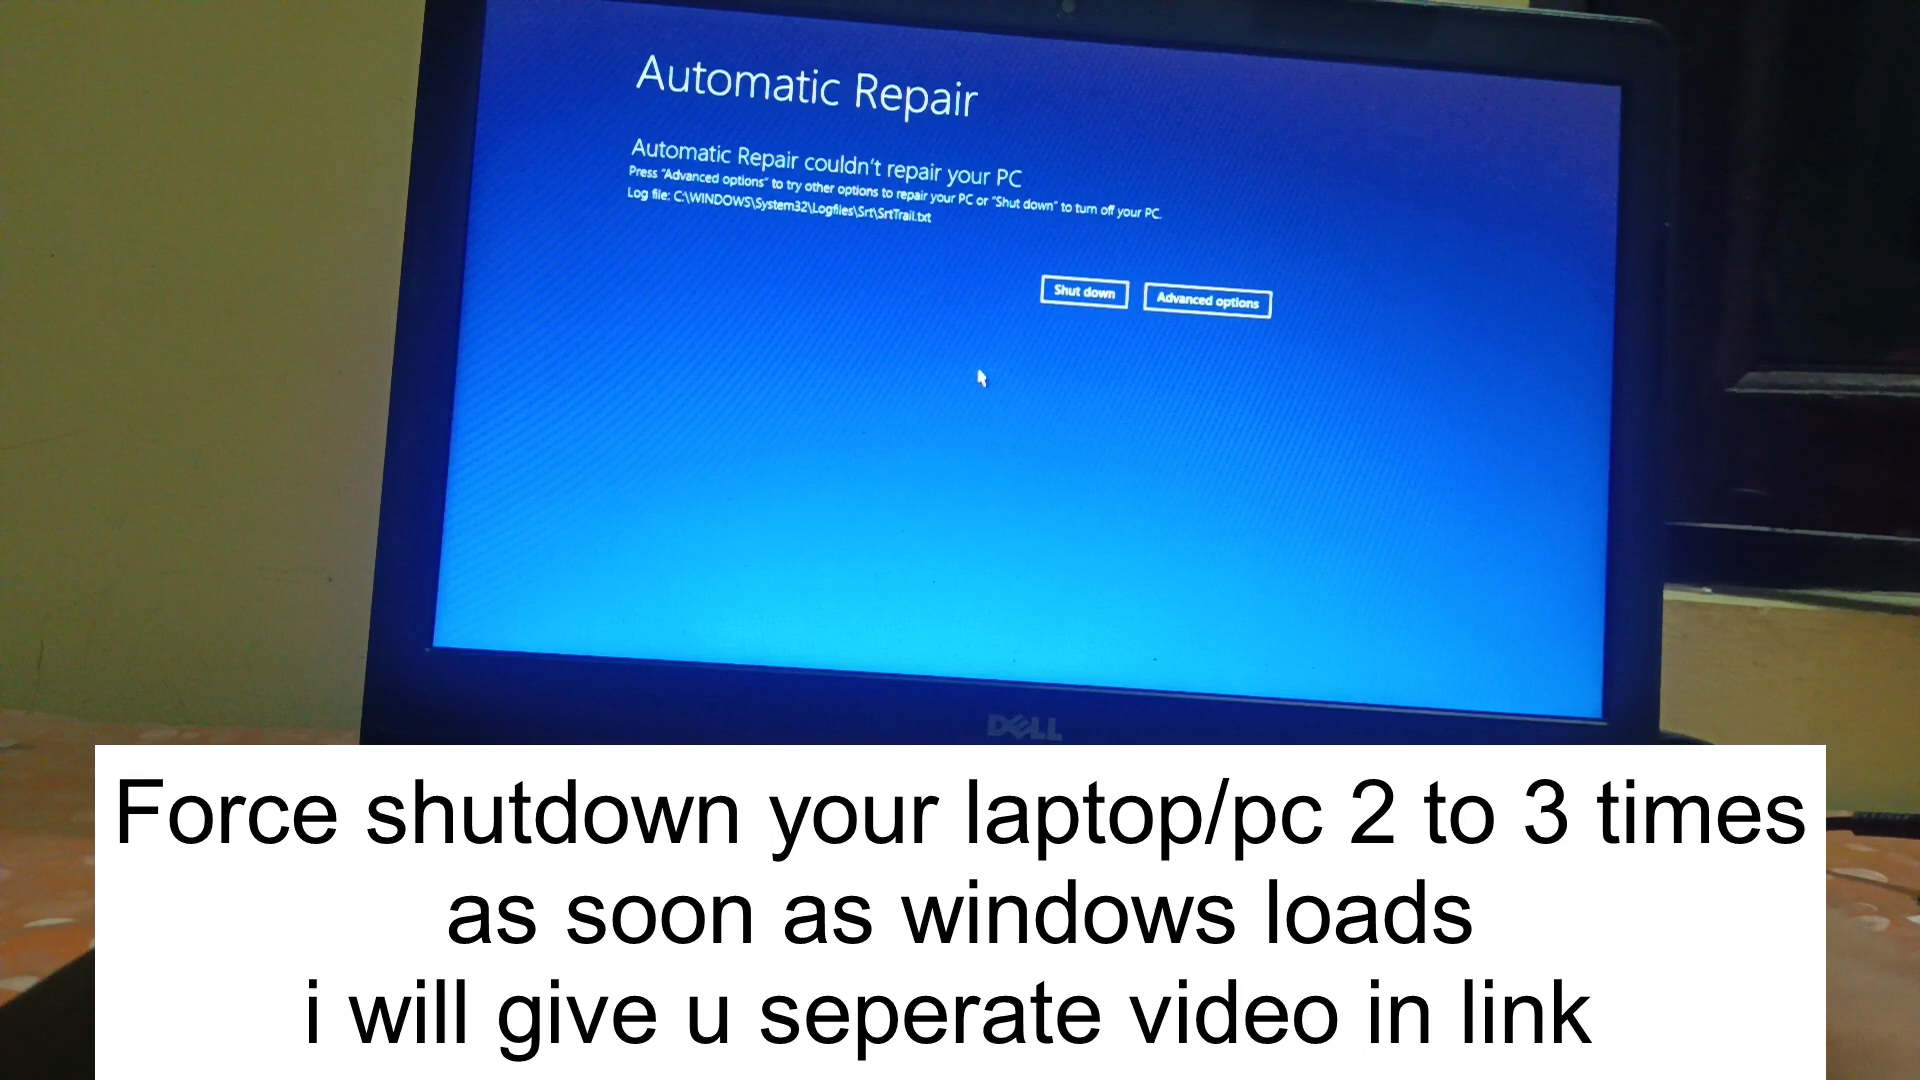 Automatic Repair
Automatic Repair couldn't repair your PC
Press "Advanced options" to try other options to repair your PC or "Shut down" to turn off your PC.
Log file: C:\WINDOWS\System32\Logfiles\Srt\SrtTrail.txt
Shut down Advanced options
DELL
Force shutdown your laptop/pc 2 to 3 times
as soon as windows loads
i will give u seperate video in link